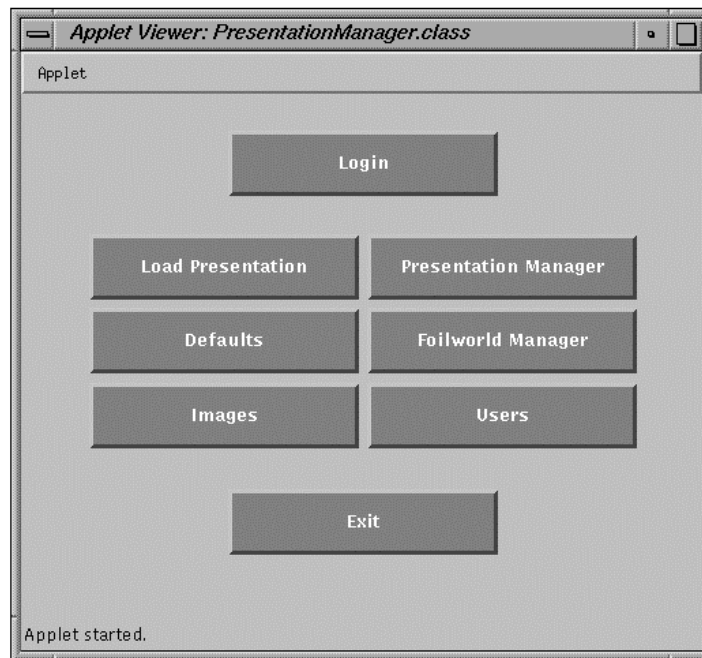 Applet Viewer: PresentationManager.class
Applet
Login
Load Presentation
Presentation Manager
Defaults
Foilworld Manager
Images
Users
Exit
Applet started.